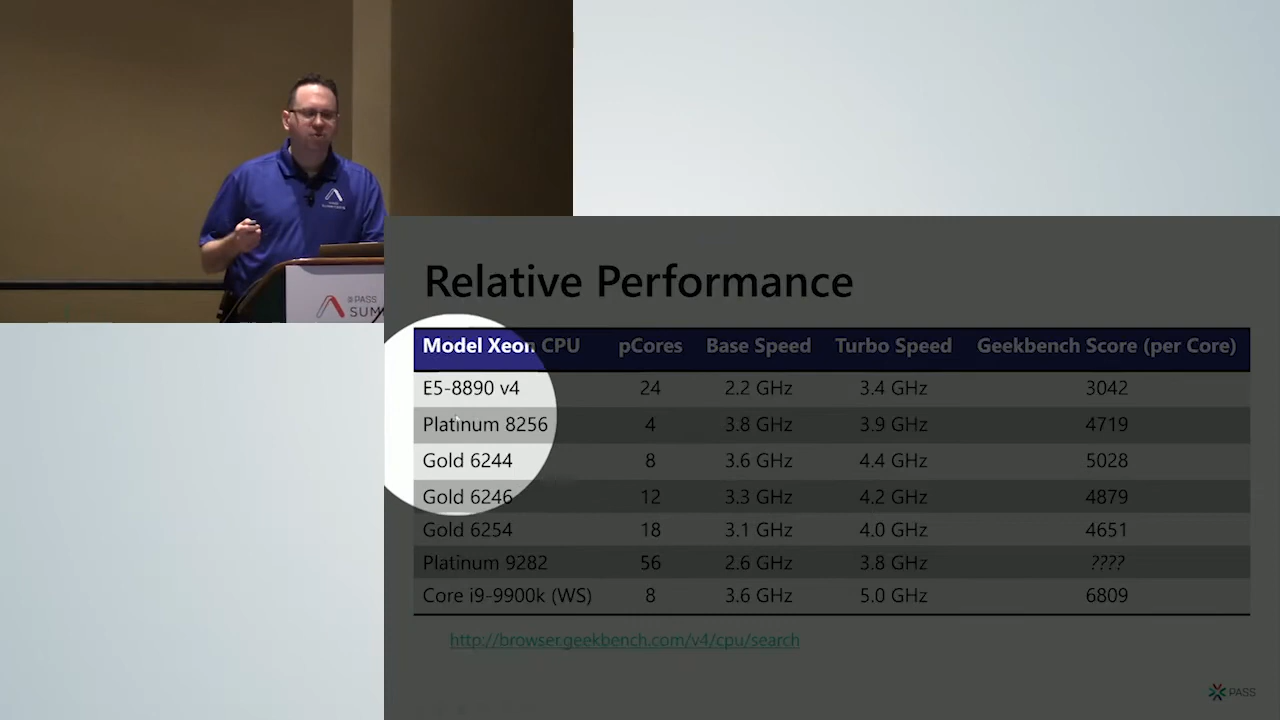 PASS
SUM
Relative Performance
Model Xeon CPU pCores Base Speed Turbo Speed Geekbench Score (per Core)
E5-8890 v4 24 2.2 GHz 3.4 GHz 3042
Platinum 8256 4 3.8 GHz 3.9 GHz 4719
Gold 6244 8 3.6 GHz 4.4 GHz 5028
Gold 6246 12 3.3 GHz 4.2 GHz 4879
Gold 6254 18 3.1 GHz 4.0 GHz 4651
Platinum 9282 56 2.6 GHz 3.8 GHz ????
Core i9-9900k (WS) 8 3.6 GHz 5.0 GHz 6809
http://browser.geekbench.com/v4/cpu/search
PASS